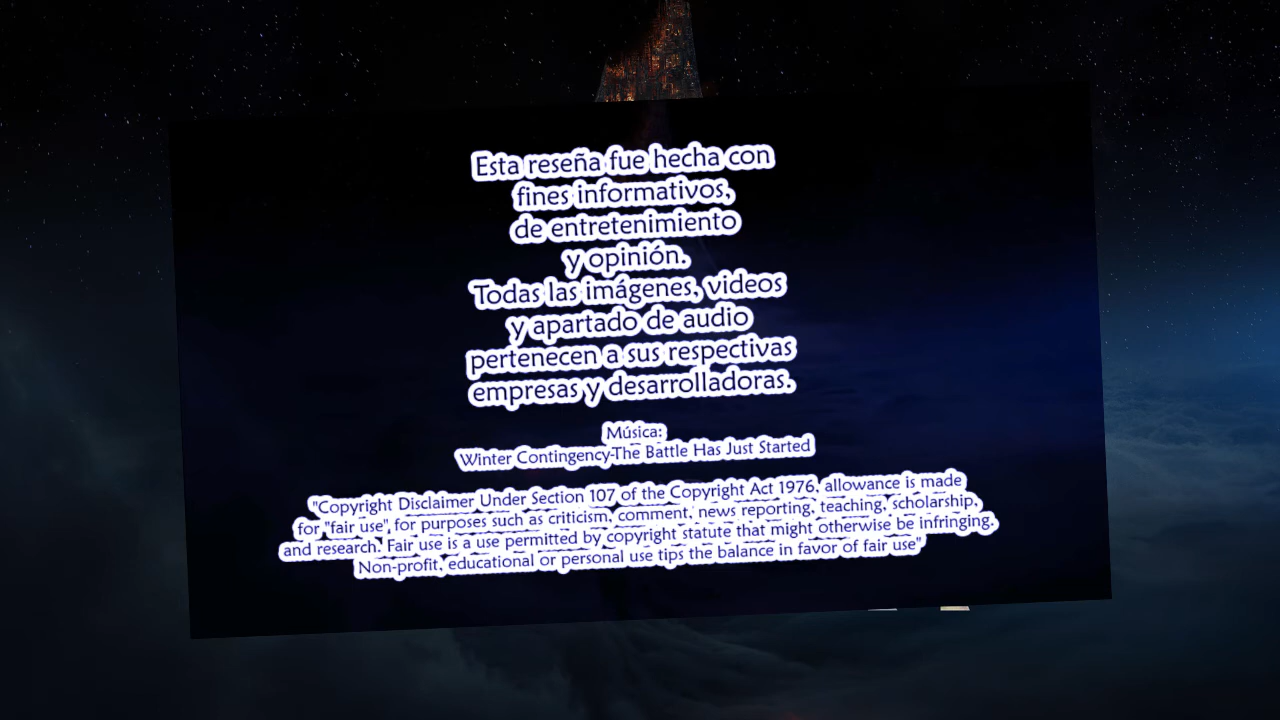 Esta reseña fue hecha con
fines informativos,
de entretenimiento
y opinión.
Todas las imágenes, videos
y apartado de audio
pertenecen a sus respectivas
empresas y desarrolladoras.
Música:
Winter Contingency-The Battle Has Just Started
"Copyright Disclaimer Under Section 107 of the Copyright Act 1976, allowance is made
for "fair use", for purposes such as criticism, comment, news reporting, teaching, scholarship,
and research. Fair use is a use permitted by copyright statute that might otherwise be infringing.
Non-profit, educational or personal use tips the balance in favor of fair use"